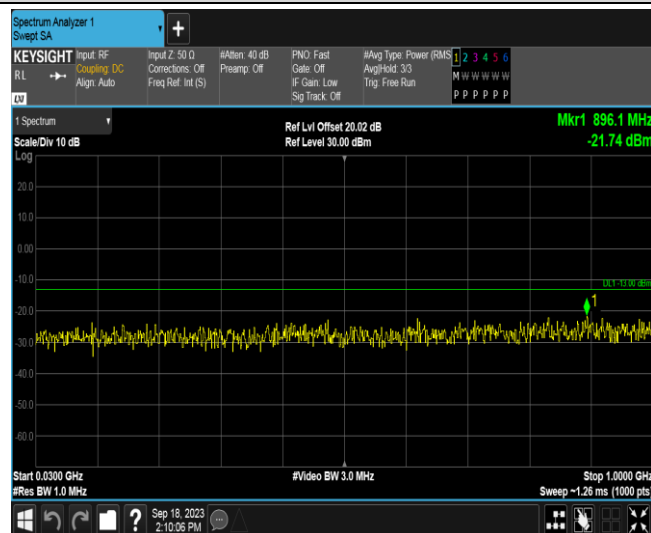 Spectrum Analyzer 1
Swept SA
+
KEYSIGHT Input: RF Input Z: 50 Ω #Atten: 40 dB PNO: Fast #Avg Type: Power (RMS 1 2 3 4 5 6
RL Coupling: DC Corrections: Off Preamp: Off Gate: Off Avg|Hold: 3/3 M W W W W W
Align: Auto Freq Ref: Int (S) IF Gain: Low Trig: Free Run
Sig Track: Off P P P P P P
LXI
1 Spectrum Ref Lvl Offset 20.02 dB Mkr1 896.1 MHz
Scale/Div 10 dB Ref Level 30.00 dBm -21.74 dBm
Log
20.0
10.0
0.00
-10.0
DL1 -13.00 dBm
1
-20.0
-30.0
-40.0
-50.0
-60.0
Start 0.0300 GHz #Video BW 3.0 MHz Stop 1.0000 GHz
#Res BW 1.0 MHz Sweep ~1.26 ms (1000 pts)
? Sep 18, 2023
2:10:06 PM